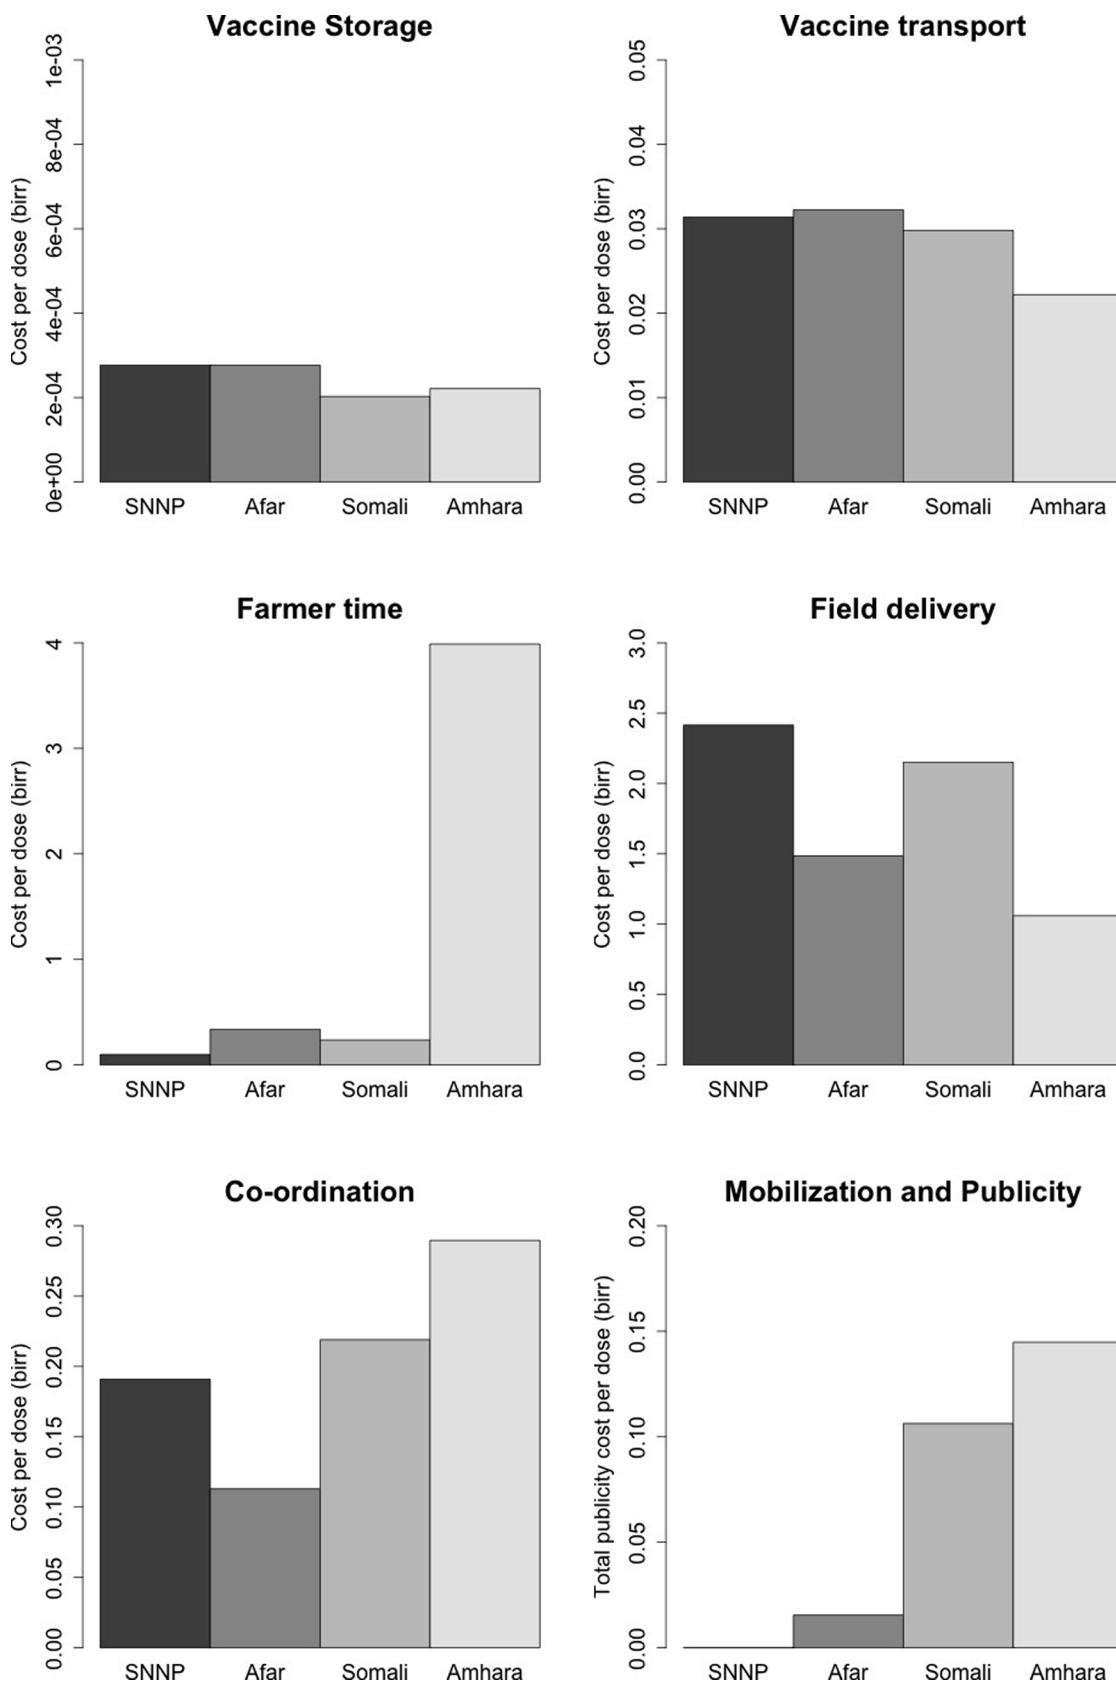 Vaccine Storage
Cost per dose (birr)
1e-03
8e-04
6e-04
4e-04
2e-04
0e+00
SNNP Afar Somali Amhara
Vaccine transport
Cost per dose (birr)
0.05
0.04
0.03
0.02
0.01
0.00
SNNP Afar Somali Amhara
Farmer time
Cost per dose (birr)
4
3
2
1
0
SNNP Afar Somali Amhara
Field delivery
Cost per dose (birr)
3.0
2.5
2.0
1.5
1.0
0.5
0.0
SNNP Afar Somali Amhara
Co-ordination
Cost per dose (birr)
0.30
0.25
0.20
0.15
0.10
0.05
0.00
SNNP Afar Somali Amhara
Mobilization and Publicity
Total publicity cost per dose (birr)
0.20
0.15
0.10
0.05
0.00
SNNP Afar Somali Amhara